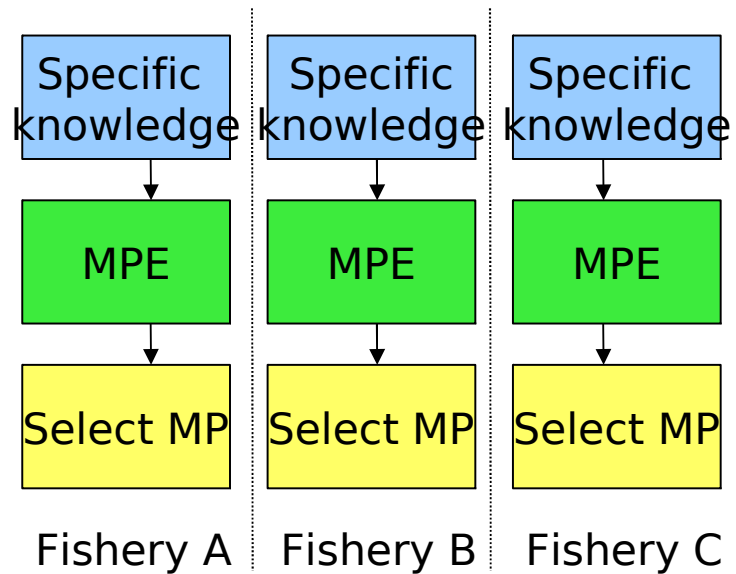 Specific
knowledge
MPE
Select MP
Fishery A
Specific
knowledge
MPE
Select MP
Fishery B
Specific
knowledge
MPE
Select MP
Fishery C